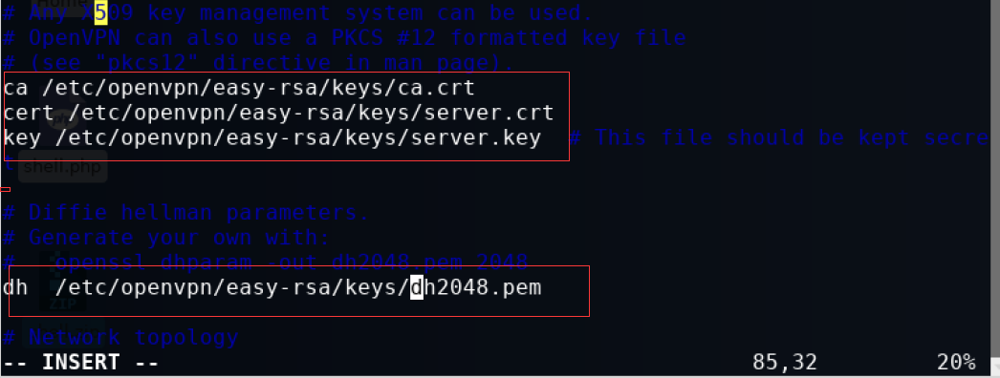 # Any X509 key management system can be used.
# OpenVPN can also use a PKCS #12 formatted key file
# (see "pkcs12" directive in man page).
ca /etc/openvpn/easy-rsa/keys/ca.crt
cert /etc/openvpn/easy-rsa/keys/server.crt
key /etc/openvpn/easy-rsa/keys/server.key  # This file should be kept secre
t
shell.php
# Diffie hellman parameters.
# Generate your own with:
#   openssl dhparam -out dh2048.pem 2048
dh  /etc/openvpn/easy-rsa/keys/dh2048.pem
ZIP
# Network topology
-- INSERT -- 85,32 20%